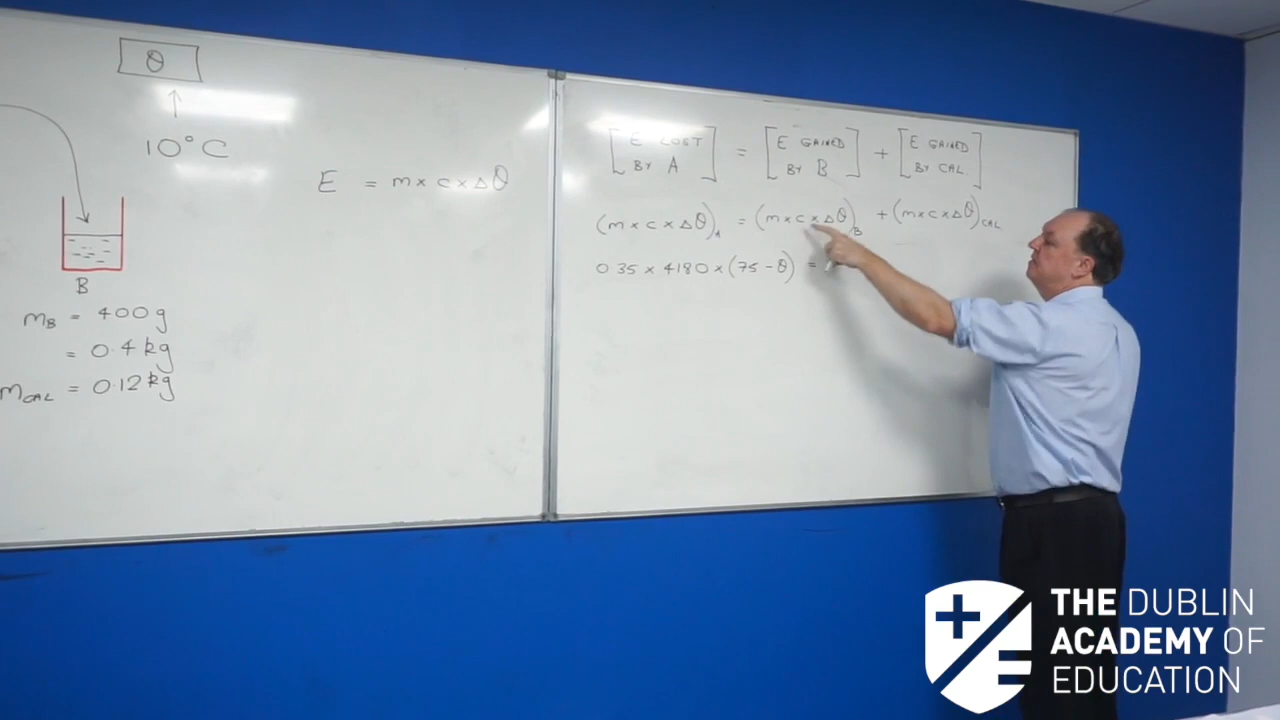 θ
↑
10°C
E = m × c × Δθ
B
m_B = 400 g
= 0.4 kg
m_CAL = 0.12 kg
[E LOST BY A] = [E GAINED BY B] + [E GAINED BY CAL.]
(m × c × Δθ)_A = (m × c × Δθ)_B + (m × c × Δθ)_CAL
0.35 × 4180 × (75 - θ) =
THE DUBLIN
ACADEMY OF
EDUCATION